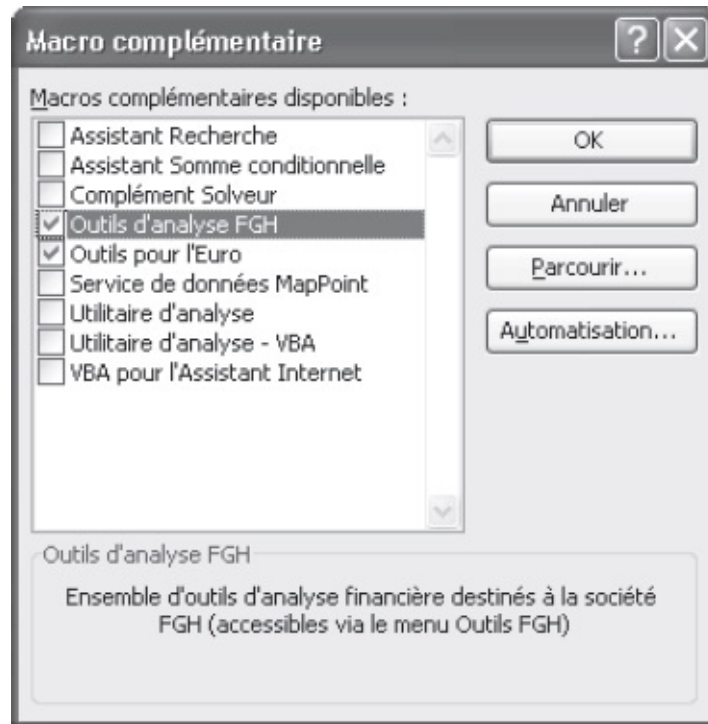 Macro complémentaire
Macros complémentaires disponibles :
Assistant Recherche
Assistant Somme conditionnelle
Complément Solveur
Outils d'analyse FGH
Outils pour l'Euro
Service de données MapPoint
Utilitaire d'analyse
Utilitaire d'analyse - VBA
VBA pour l'Assistant Internet
OK
Annuler
Parcourir...
Automatisation...
Outils d'analyse FGH
Ensemble d'outils d'analyse financière destinés à la société
FGH (accessibles via le menu Outils FGH)